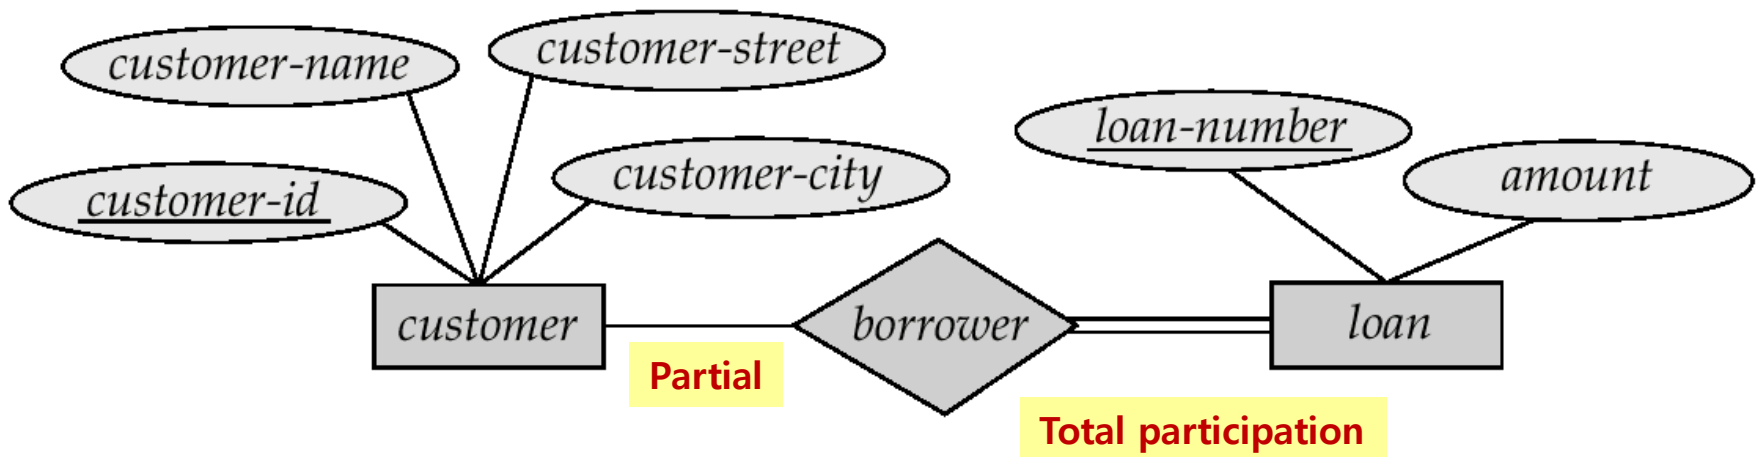 customer-name
customer-street
customer-id
customer-city
loan-number
amount
customer
borrower
loan
Partial
Total participation